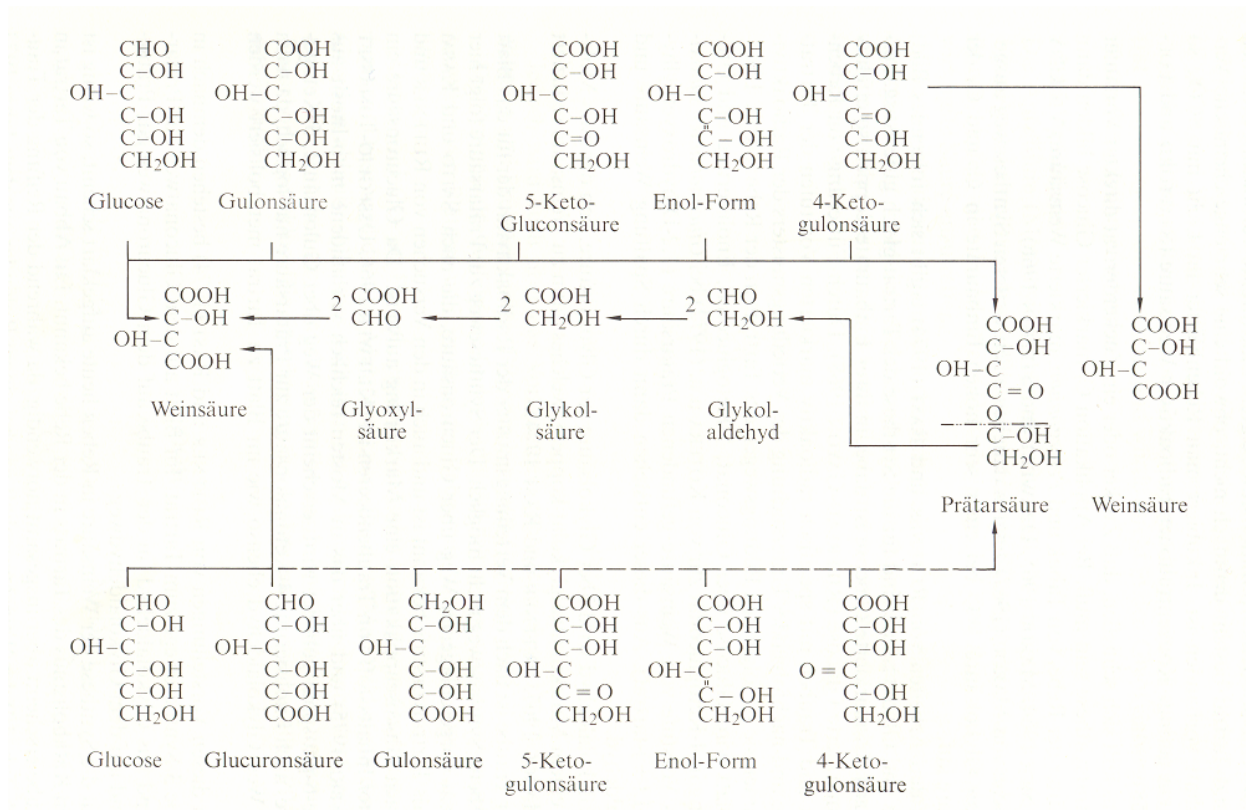 CHO
C–OH
OH–C
C–OH
C–OH
CH₂OH
Glucose
COOH
C–OH
OH–C
C–OH
C–OH
CH₂OH
Gulonsäure
COOH
C–OH
OH–C
C–OH
C=O
CH₂OH
5-Keto-
Gluconsäure
COOH
C–OH
OH–C
C–OH
C – OH
CH₂OH
Enol-Form
COOH
C–OH
OH–C
C=O
C–OH
CH₂OH
4-Keto-
gulonsäure
COOH
C–OH
OH–C
COOH
Weinsäure
2 COOH
CHO
Glyoxyl-
säure
2 COOH
CH₂OH
Glykol-
säure
2 CHO
CH₂OH
Glykol-
aldehyd
COOH
C–OH
OH–C
C = O
O
C–OH
CH₂OH
Prätarsäure
COOH
C–OH
OH–C
COOH
Weinsäure
CHO
C–OH
OH–C
C–OH
C–OH
CH₂OH
Glucose
CHO
C–OH
OH–C
C–OH
C–OH
COOH
Glucuronsäure
CH₂OH
C–OH
OH–C
C–OH
C–OH
COOH
Gulonsäure
COOH
C–OH
C–OH
OH–C
C = O
CH₂OH
5-Keto-
gulonsäure
COOH
C–OH
C–OH
OH–C
C – OH
CH₂OH
Enol-Form
COOH
C–OH
C–OH
O = C
C–OH
CH₂OH
4-Keto-
gulonsäure